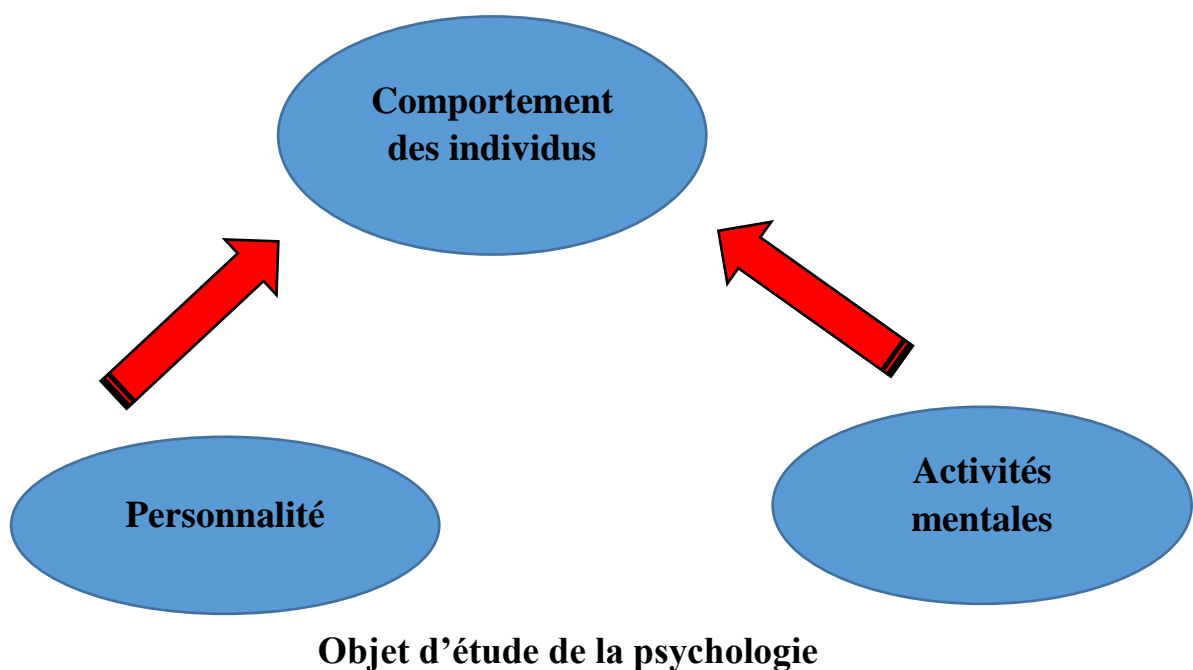 Comportement
des individus
Personnalité
Activités
mentales
Objet d’étude de la psychologie